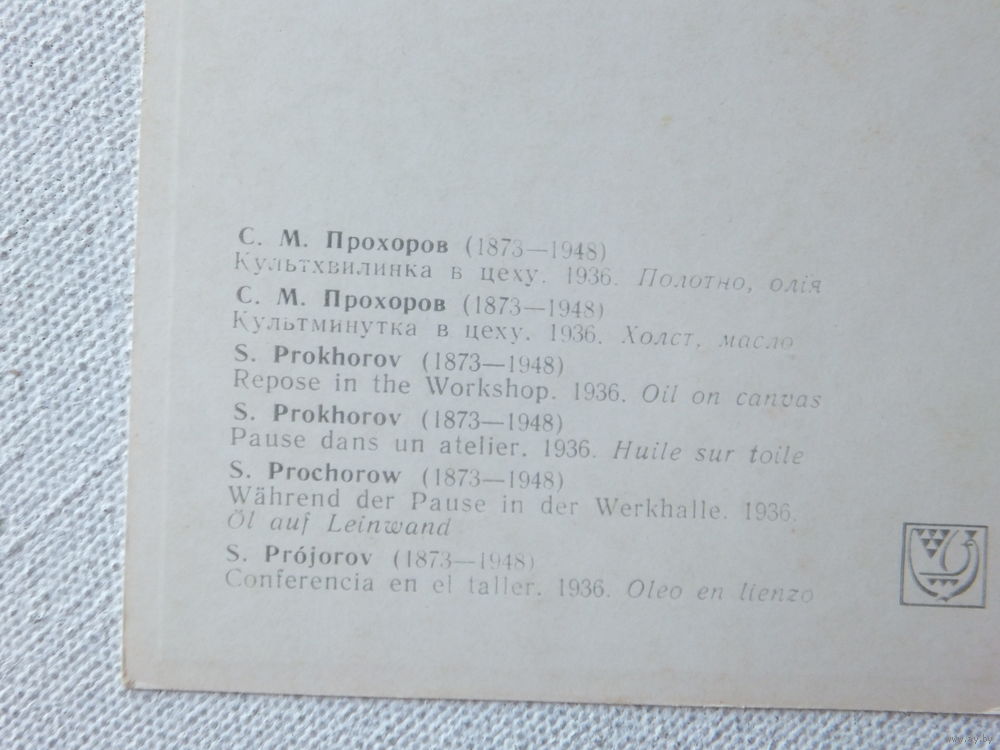 С. М. Прохоров (1873—1948)
Культхвилинка в цеху. 1936. Полотно, олія
С. М. Прохоров (1873—1948)
Культминутка в цеху. 1936. Холст, масло
S. Prokhorov (1873—1948)
Repose in the Workshop. 1936. Oil on canvas
S. Prokhorov (1873—1948)
Pause dans un atelier. 1936. Huile sur toile
S. Prochorow (1873—1948)
Während der Pause in der Werkhalle. 1936.
Öl auf Leinwand
S. Prójorov (1873—1948)
Conferencia en el taller. 1936. Oleo en lienzo
www.ay.by